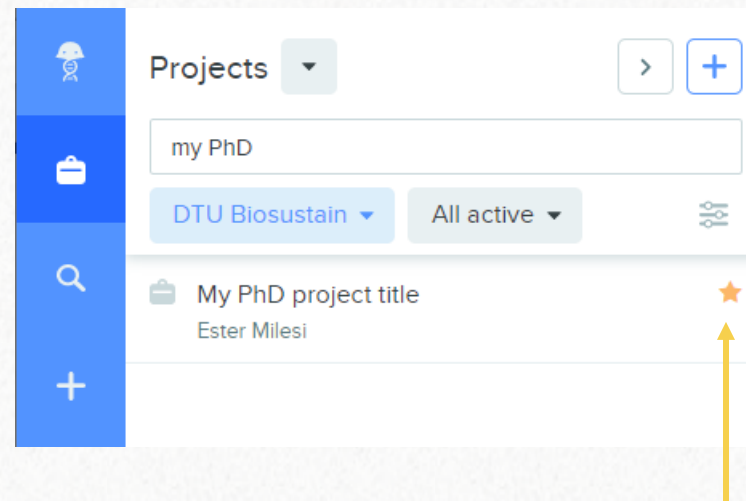 Projects
my PhD
DTU Biosustain All active
My PhD project title
Ester Milesi